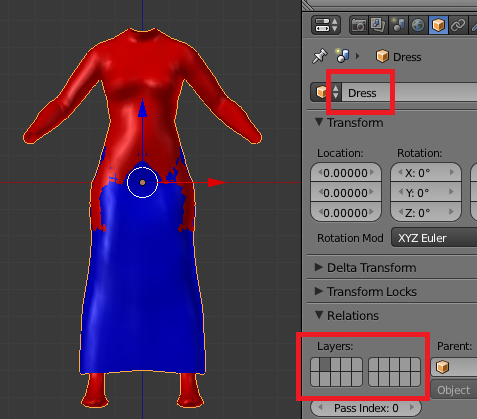 Dress
Dress
Transform
Location:
Rotation:
0.00000
X: 0°
0.00000
Y: 0°
0.00000
Z: 0°
Rotation Mod
XYZ Euler
Delta Transform
Transform Locks
Relations
Layers:
Parent:
Object
Pass Index: 0